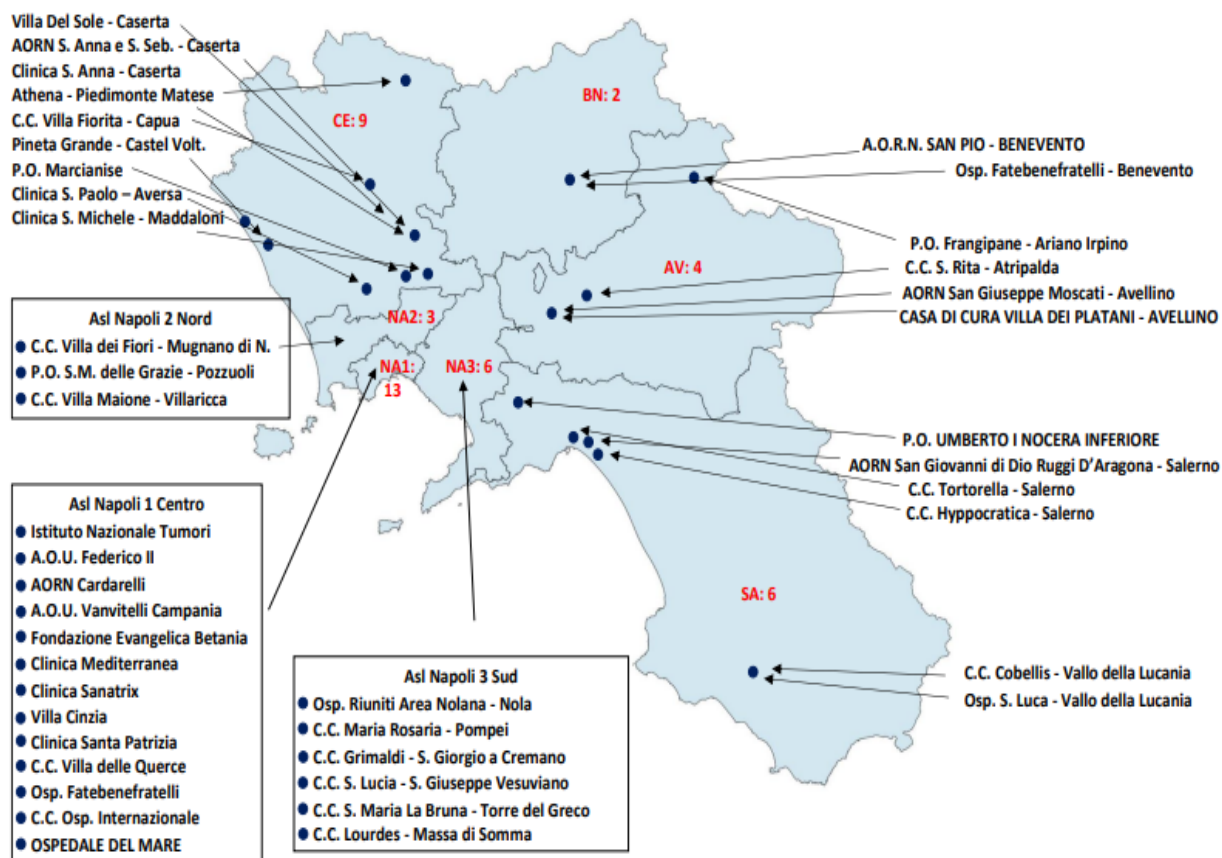 Villa Del Sole - Caserta
AORN S. Anna e S. Seb. - Caserta
Clinica S. Anna - Caserta
Athena - Piedimonte Matese
C.C. Villa Fiorita - Capua
Pineta Grande - Castel Volt.
P.O. Marcianise
Clinica S. Paolo – Aversa
Clinica S. Michele - Maddaloni
CE: 9
BN: 2
A.O.R.N. SAN PIO - BENEVENTO
Osp. Fatebenefratelli - Benevento
P.O. Frangipane - Ariano Irpino
AV: 4
C.C. S. Rita - Atripalda
AORN San Giuseppe Moscati - Avellino
CASA DI CURA VILLA DEI PLATANI - AVELLINO
NA2: 3
NA1:
13
NA3: 6
Asl Napoli 2 Nord
C.C. Villa dei Fiori - Mugnano di N.
P.O. S.M. delle Grazie - Pozzuoli
C.C. Villa Maione - Villaricca
P.O. UMBERTO I NOCERA INFERIORE
AORN San Giovanni di Dio Ruggi D’Aragona - Salerno
C.C. Tortorella - Salerno
C.C. Hyppocratica - Salerno
SA: 6
C.C. Cobellis - Vallo della Lucania
Osp. S. Luca - Vallo della Lucania
Asl Napoli 1 Centro
Istituto Nazionale Tumori
A.O.U. Federico II
AORN Cardarelli
A.O.U. Vanvitelli Campania
Fondazione Evangelica Betania
Clinica Mediterranea
Clinica Sanatrix
Villa Cinzia
Clinica Santa Patrizia
C.C. Villa delle Querce
Osp. Fatebenefratelli
C.C. Osp. Internazionale
OSPEDALE DEL MARE
Asl Napoli 3 Sud
Osp. Riuniti Area Nolana - Nola
C.C. Maria Rosaria - Pompei
C.C. Grimaldi - S. Giorgio a Cremano
C.C. S. Lucia - S. Giuseppe Vesuviano
C.C. S. Maria La Bruna - Torre del Greco
C.C. Lourdes - Massa di Somma